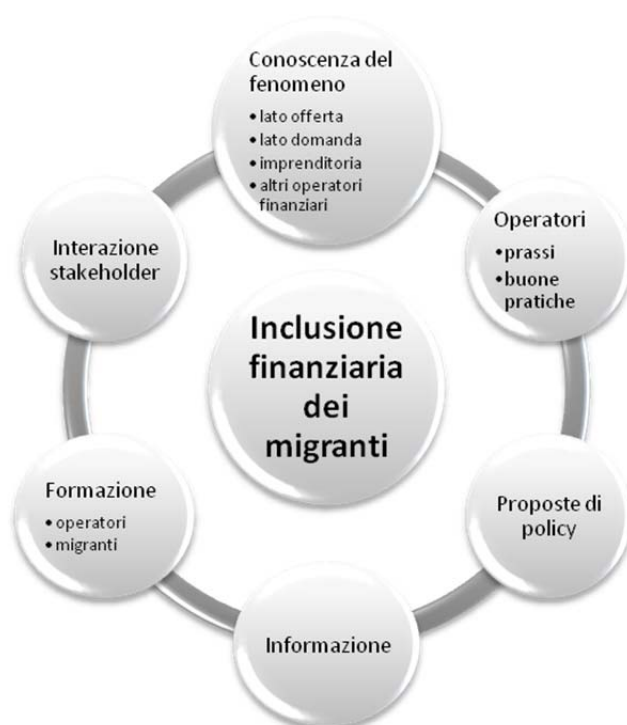 Conoscenza del
fenomeno
• lato offerta
• lato domanda
• imprenditoria
• altri operatori
finanziari
Operatori
•prassi
•buone
pratiche
Proposte di
policy
Informazione
Formazione
• operatori
• migranti
Interazione
stakeholder
Inclusione
finanziaria
dei
migranti